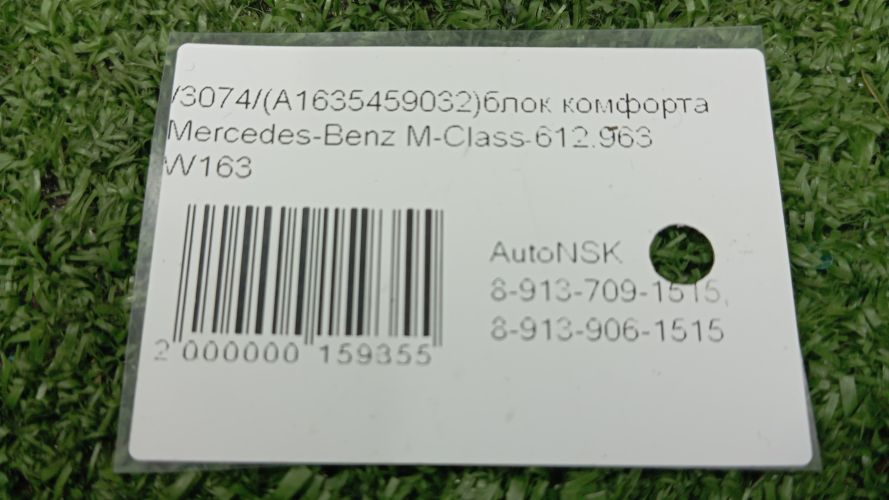 /3074/(A1635459032)блок комфорта
Mercedes-Benz M-Class-612.963
W163
AutoNSK
8-913-709-1515,
8-913-906-1515
2 000000 159355